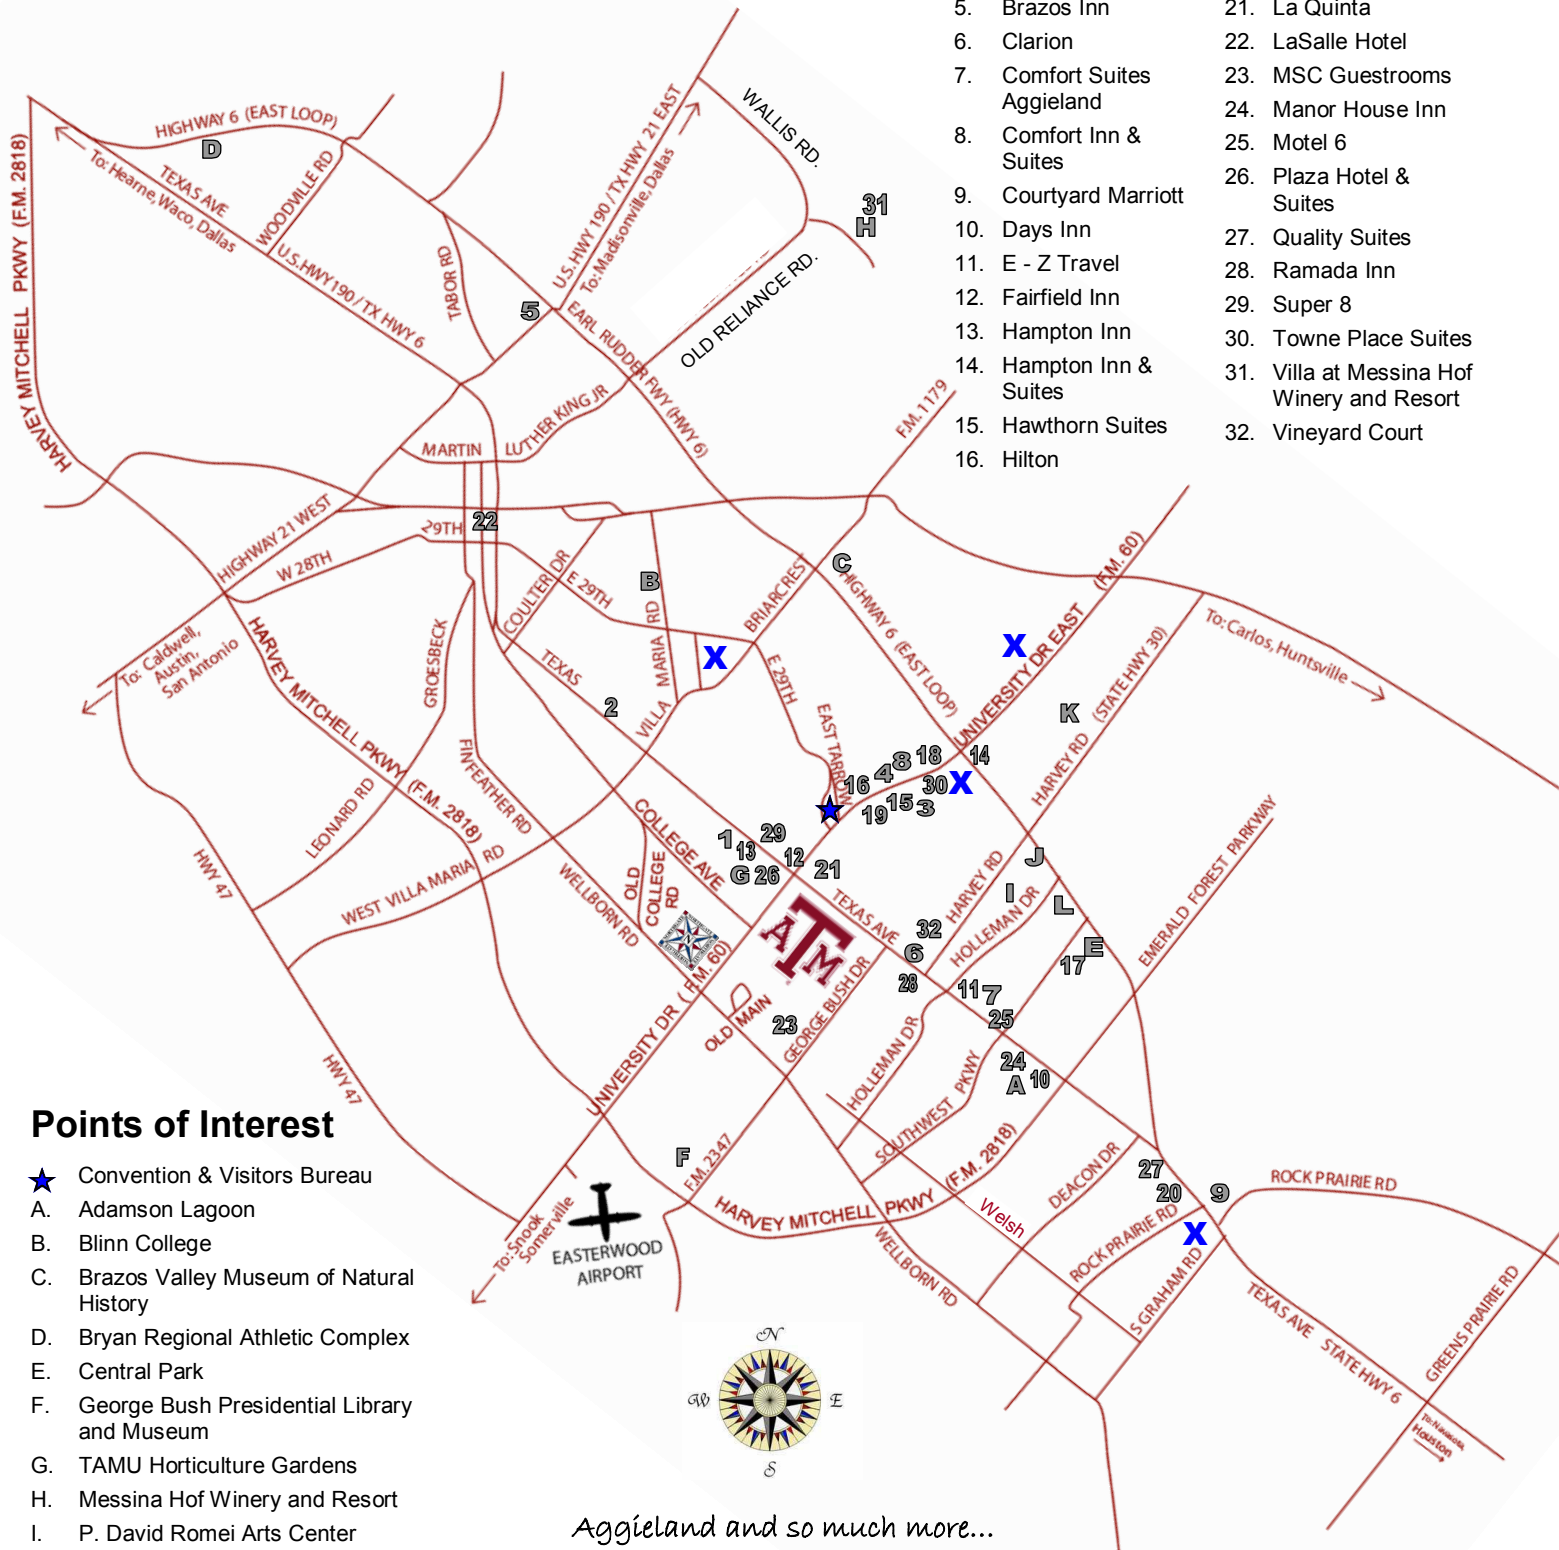 5. Brazos Inn
6. Clarion
7. Comfort Suites
Aggieland
8. Comfort Inn &
Suites
9. Courtyard Marriott
10. Days Inn
11. E - Z Travel
12. Fairfield Inn
13. Hampton Inn
14. Hampton Inn &
Suites
15. Hawthorn Suites
16. Hilton
21. La Quinta
22. LaSalle Hotel
23. MSC Guestrooms
24. Manor House Inn
25. Motel 6
26. Plaza Hotel &
Suites
27. Quality Suites
28. Ramada Inn
29. Super 8
30. Towne Place Suites
31. Villa at Messina Hof
Winery and Resort
32. Vineyard Court
HARVEY MITCHELL PKWY (F.M. 2818)
HARVEY
HIGHWAY 6 (EAST LOOP)
D
To: Hearne, Waco, Dallas
TEXAS AVE
WOODVILLE RD
U.S. HWY 190 / TX HWY 6
TABOR RD
U.S. HWY 190 / TX HWY 21 EAST
To: Madisonville, Dallas
WALLIS RD.
31
H
OLD RELIANCE RD.
5
EARL RUDDER FWY (HWY 6)
MARTIN LUTHER KING JR
F.M. 1179
HIGHWAY 21 WEST
29TH
22
W 28TH
COULTER DR
E 29TH
B
VILLA MARIA RD
BRIARCREST
C
HIGHWAY 6 (EAST LOOP)
UNIVERSITY DR EAST (F.M. 60)
X
X
To: Carlos, Huntsville
To: Caldwell,
Austin,
San Antonio
HARVEY MITCHELL PKWY (F.M. 2818)
GROESBECK
TEXAS
2
E 29TH
EAST TARROW
HARVEY RD (STATE HWY 30)
K
FINFEATHER RD
LEONARD RD
WEST VILLA MARIA RD
HWY 47
COLLEGE AVE
OLD
COLLEGE
RD
WELLBORN RD
16
4
8
18
14
30
X
19
15
3
1
29
13
12
G
26
21
TEXAS AVE
J
I
L
HARVEY RD
HOLLEMAN DR
EMERALD FOREST PARKWAY
32
6
28
E
17
11
7
25
N
ATM
UNIVERSITY DR (F.M. 60)
OLD MAIN
23
GEORGE BUSH DR
HOLLEMAN DR
SOUTHWEST PKWY
24
A
10
HWY 47
F
F.M. 2347
HARVEY MITCHELL PKWY (F.M. 2818)
Welsh
DEACON DR
27
20
9
X
ROCK PRAIRIE RD
ROCK PRAIRIE RD
S GRAHAM RD
WELLBORN RD
TEXAS AVE STATE HWY 6
GREENS PRAIRIE RD
To: Navasota,
Houston
To: Snook
Somerville
EASTERWOOD
AIRPORT
N
W
E
S
Points of Interest
Convention & Visitors Bureau
A. Adamson Lagoon
B. Blinn College
C. Brazos Valley Museum of Natural
History
D. Bryan Regional Athletic Complex
E. Central Park
F. George Bush Presidential Library
and Museum
G. TAMU Horticulture Gardens
H. Messina Hof Winery and Resort
I. P. David Romei Arts Center
Aggieland and so much more...